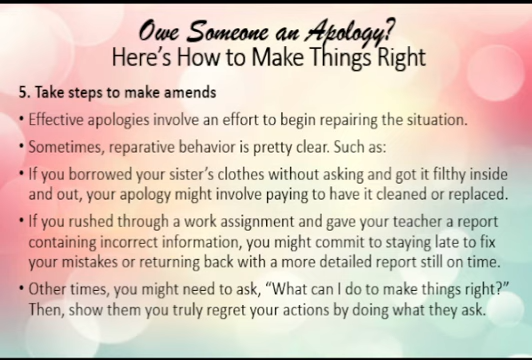 Owe Someone an Apology?
Here's How to Make Things Right
5. Take steps to make amends
• Effective apologies involve an effort to begin repairing the situation.
• Sometimes, reparative behavior is pretty clear. Such as:
• If you borrowed your sister's clothes without asking and got it filthy inside
and out, your apology might involve paying to have it cleaned or replaced.
• If you rushed through a work assignment and gave your teacher a report
containing incorrect information, you might commit to staying late to fix
your mistakes or returning back with a more detailed report still on time.
• Other times, you might need to ask, "What can I do to make things right?"
Then, show them you truly regret your actions by doing what they ask.